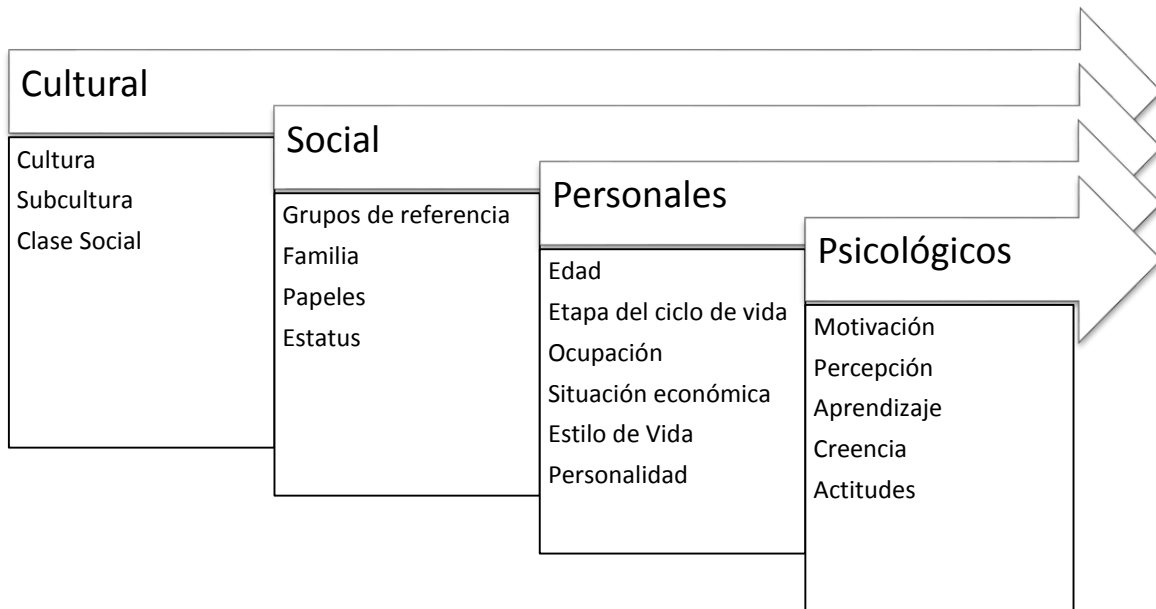 Cultural
Cultura
Subcultura
Clase Social
Social
Grupos de referencia
Familia
Papeles
Estatus
Personales
Edad
Etapa del ciclo de vida
Ocupación
Situación económica
Estilo de Vida
Personalidad
Psicológicos
Motivación
Percepción
Aprendizaje
Creencia
Actitudes